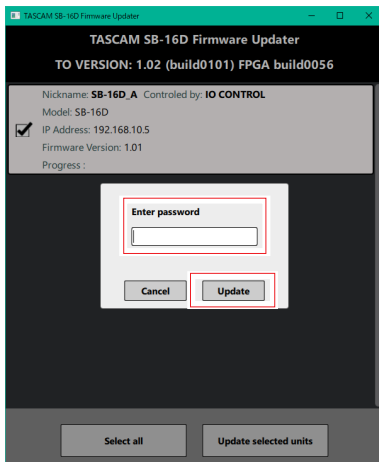 TASCAM SB-16D Firmware Updater
TASCAM SB-16D Firmware Updater
TO VERSION: 1.02 (build0101) FPGA build0056
Nickname: SB-16D_A Controled by: IO CONTROL
Model: SB-16D
IP Address: 192.168.10.5
Firmware Version: 1.01
Progress :
Enter password
Cancel Update
Select all Update selected units